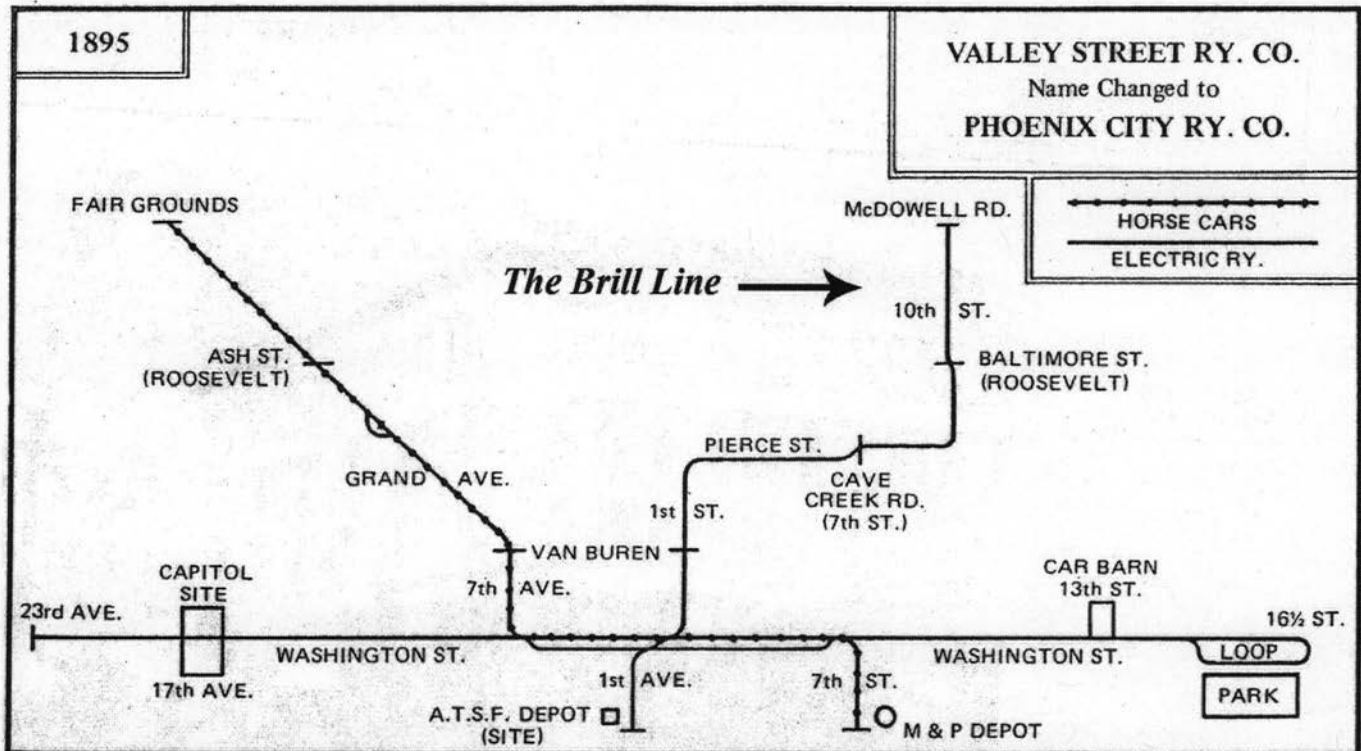 1895
VALLEY STREET RY. CO.
Name Changed to
PHOENIX CITY RY. CO.
HORSE CARS
ELECTRIC RY.
FAIR GROUNDS
McDOWELL RD.
The Brill Line
10th ST.
ASH ST.
(ROOSEVELT)
BALTIMORE ST.
(ROOSEVELT)
PIERCE ST.
GRAND AVE.
CAVE
CREEK RD.
(7th ST.)
1st ST.
VAN BUREN
CAPITOL
SITE
7th AVE.
CAR BARN
13th ST.
23rd AVE.
16½ ST.
WASHINGTON ST.
WASHINGTON ST.
LOOP
17th AVE.
1st AVE.
7th ST.
PARK
A.T.S.F. DEPOT
(SITE)
M & P DEPOT